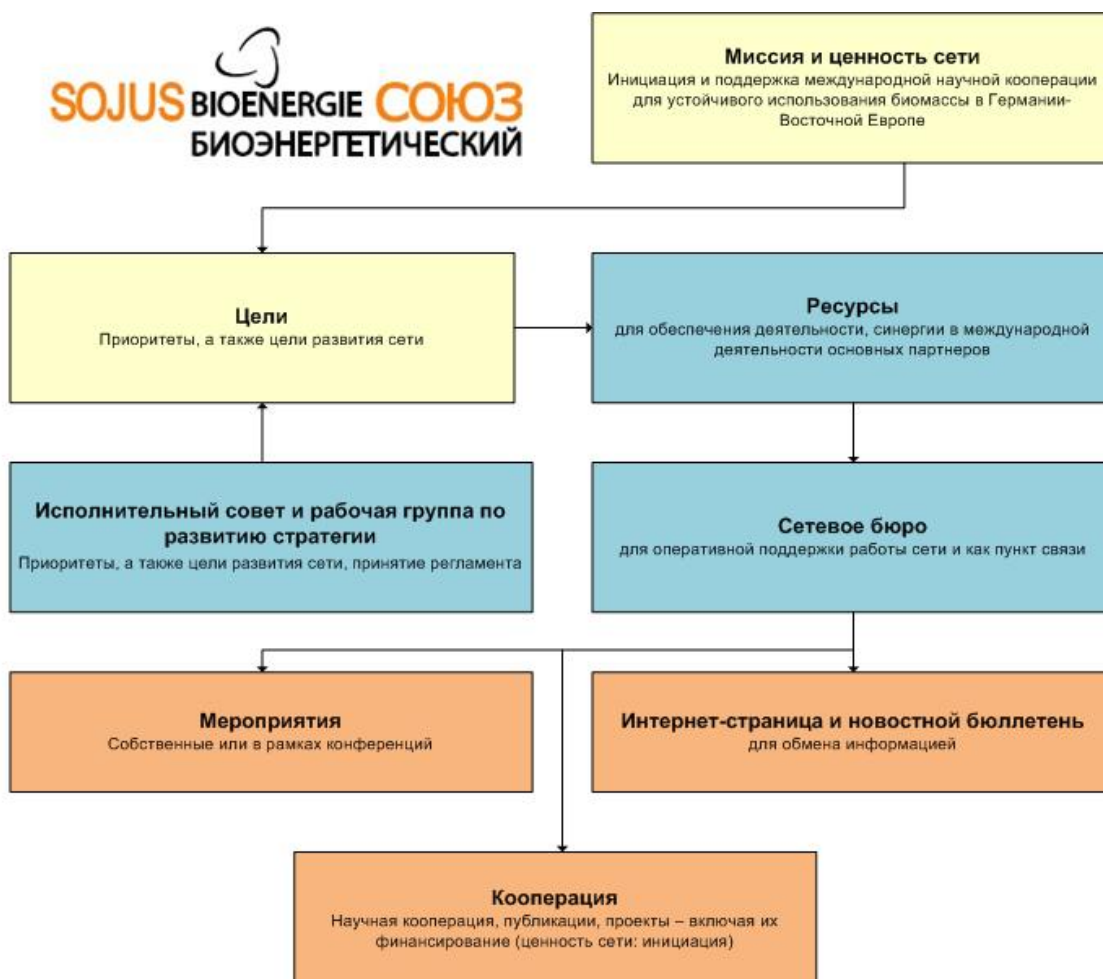 SOJUS BIOENERGIE СОЮЗ
БИОЭНЕРГЕТИЧЕСКИЙ
Миссия и ценность сети
Инициация и поддержка международной научной кооперации
для устойчивого использования биомассы в Германии-
Восточной Европе
Цели
Приоритеты, а также цели развития сети
Ресурсы
для обеспечения деятельности, синергии в международной
деятельности основных партнеров
Исполнительный совет и рабочая группа по
развитию стратегии
Приоритеты, а также цели развития сети, принятие регламента
Сетевое бюро
для оперативной поддержки работы сети и как пункт связи
Мероприятия
Собственные или в рамках конференций
Интернет-страница и новостной бюллетень
для обмена информацией
Кооперация
Научная кооперация, публикации, проекты – включая их
финансирование (ценность сети: инициация)